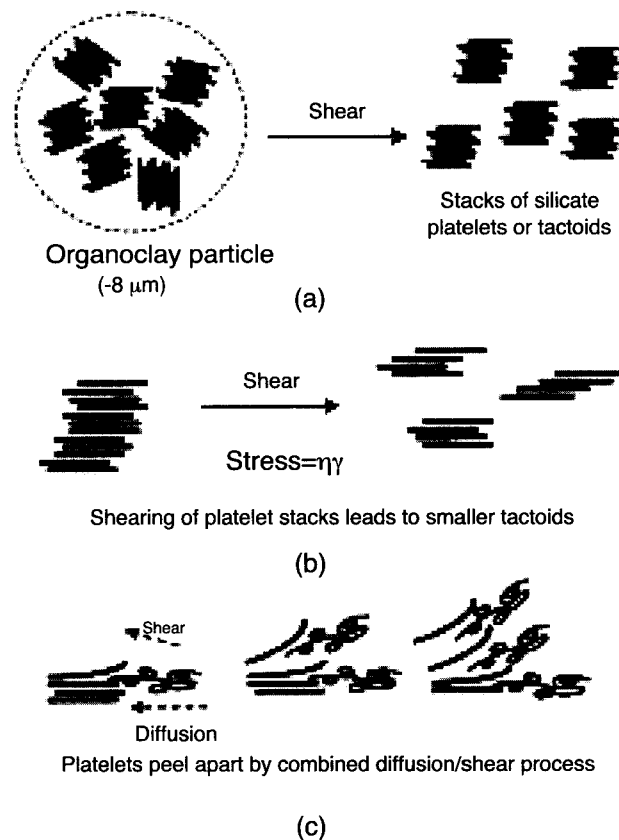 Shear
Organoclay particle
(-8 μm)
Stacks of silicate
platelets or tactoids
(a)
Shear
Stress=ηγ
Shearing of platelet stacks leads to smaller tactoids
(b)
Shear
Diffusion
Platelets peel apart by combined diffusion/shear process
(c)